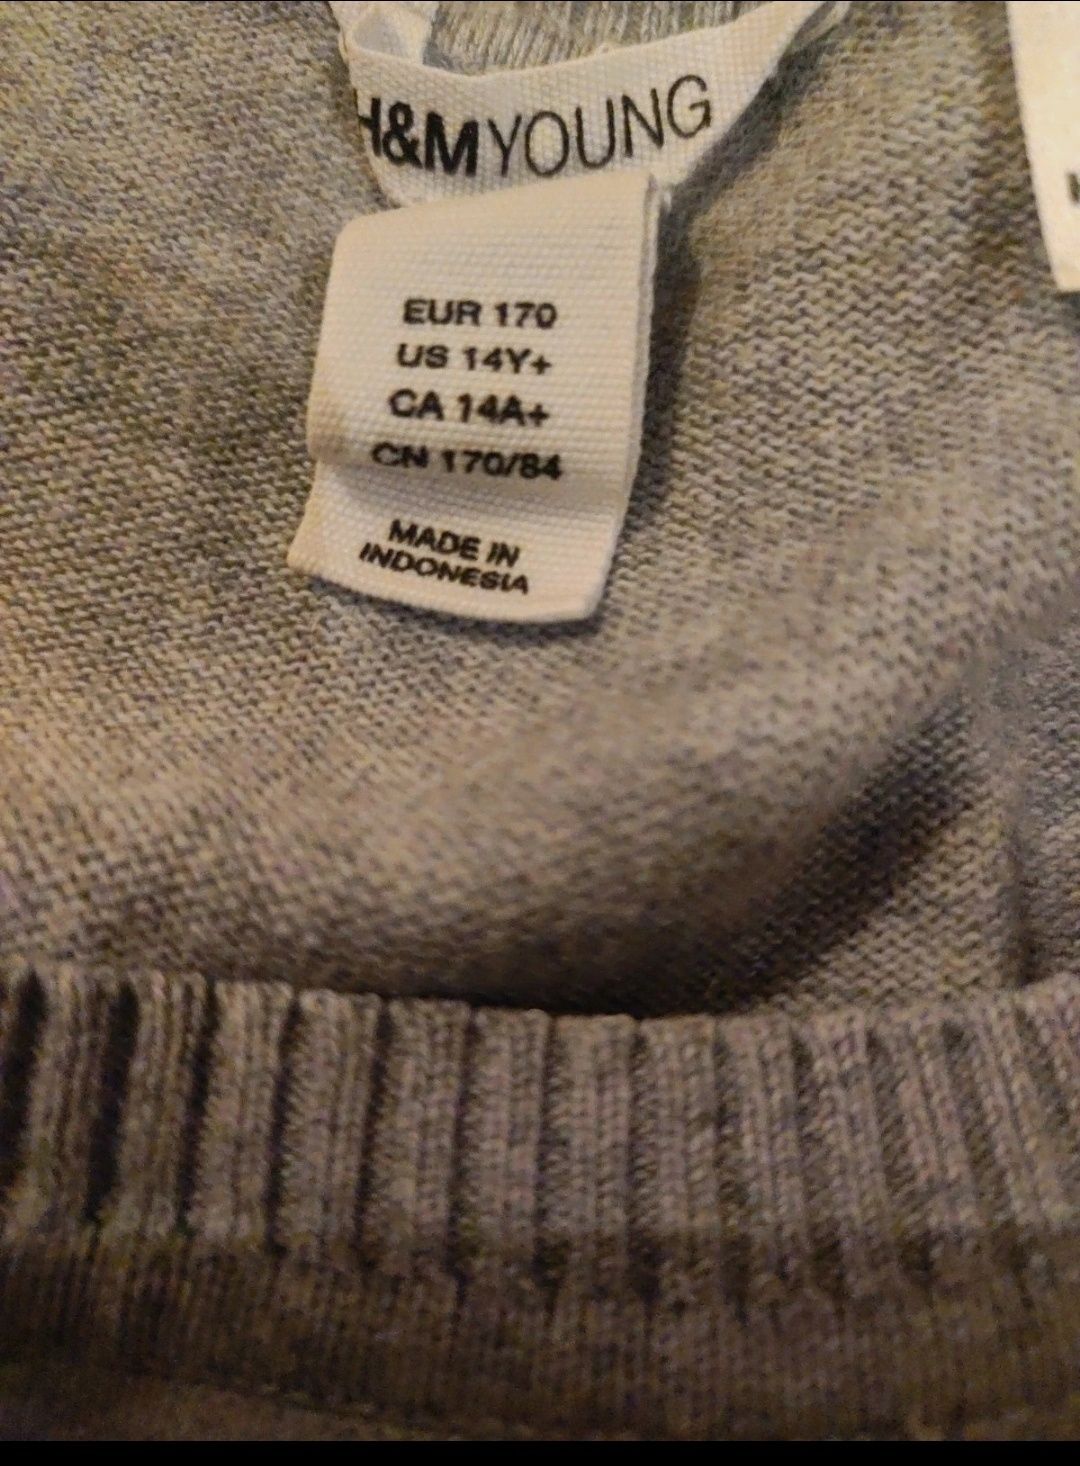 H&M YOUNG
EUR 170
US 14Y+
CA 14A+
CN 170/84
MADE IN
INDONESIA